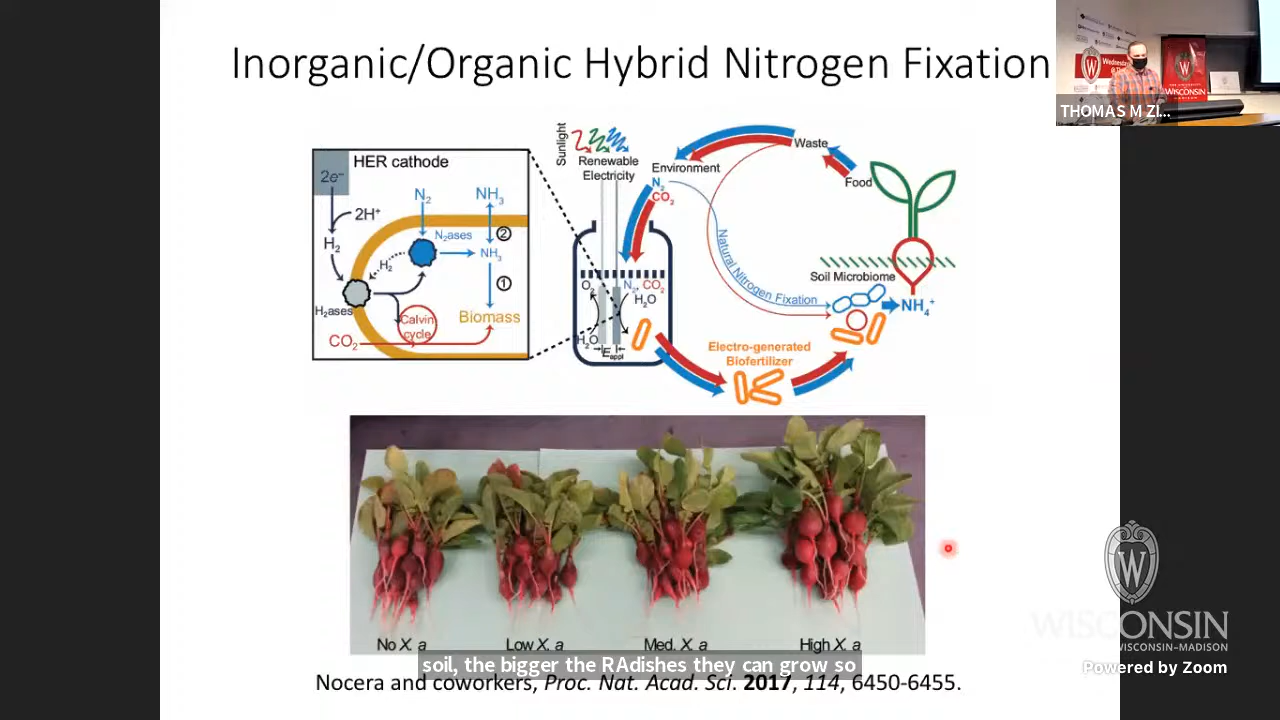 Inorganic/Organic Hybrid Nitrogen Fixation
THOMAS M ZI...
Wednesday
W
WISCONSIN
HER cathode
2e⁻
2H⁺
H₂
N₂
NH₃
N₂ases
②
H₂
NH₃
①
H₂ases
Calvin
cycle
Biomass
CO₂
Sunlight
Renewable
Electricity
Environment
N₂
CO₂
Waste
Food
O₂
N₂, CO₂
H₂O
H₂O
E appl
Natural Nitrogen Fixation
Soil Microbiome
NH₄⁺
Electro-generated
Biofertilizer
No X. a
Low X. a
Med. X. a
High X. a
soil, the bigger the RAdishes they can grow so
Nocera and coworkers, Proc. Nat. Acad. Sci. 2017, 114, 6450-6455.
W
WISCONSIN
WISCONSIN-MADISON
Powered by Zoom